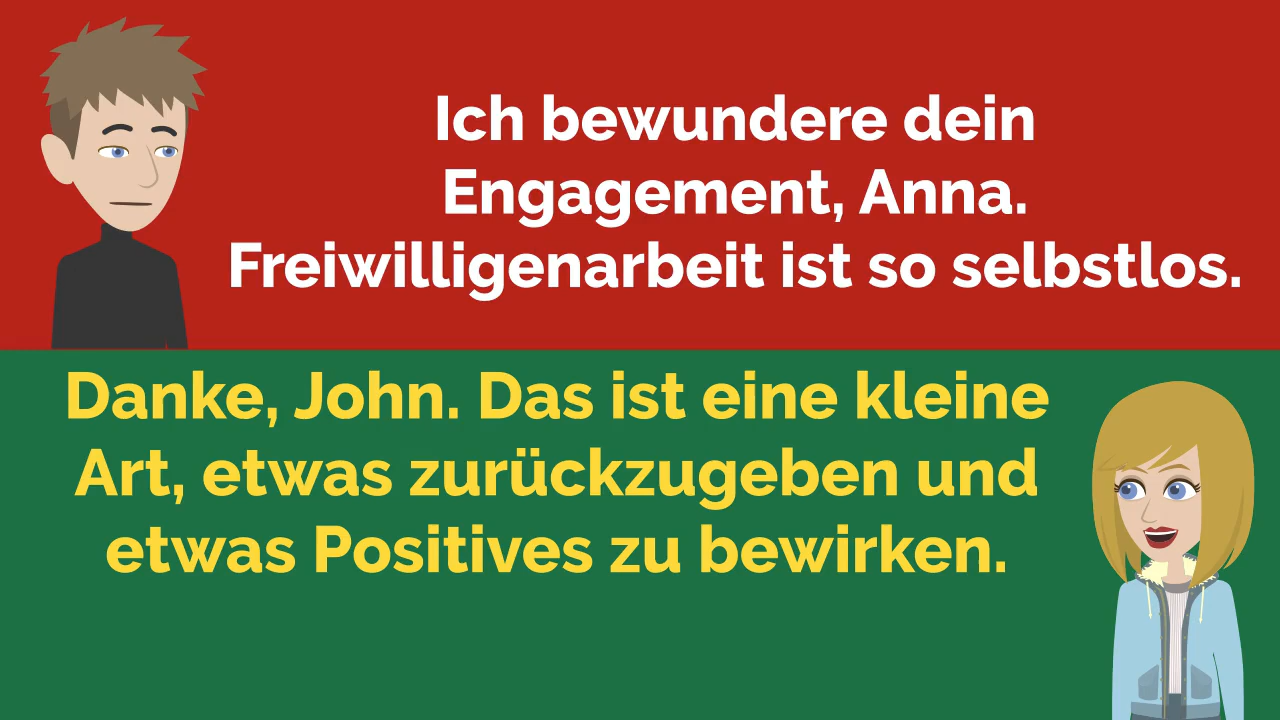 Ich bewundere dein
Engagement, Anna.
Freiwilligenarbeit ist so selbstlos.
Danke, John. Das ist eine kleine
Art, etwas zurückzugeben und
etwas Positives zu bewirken.